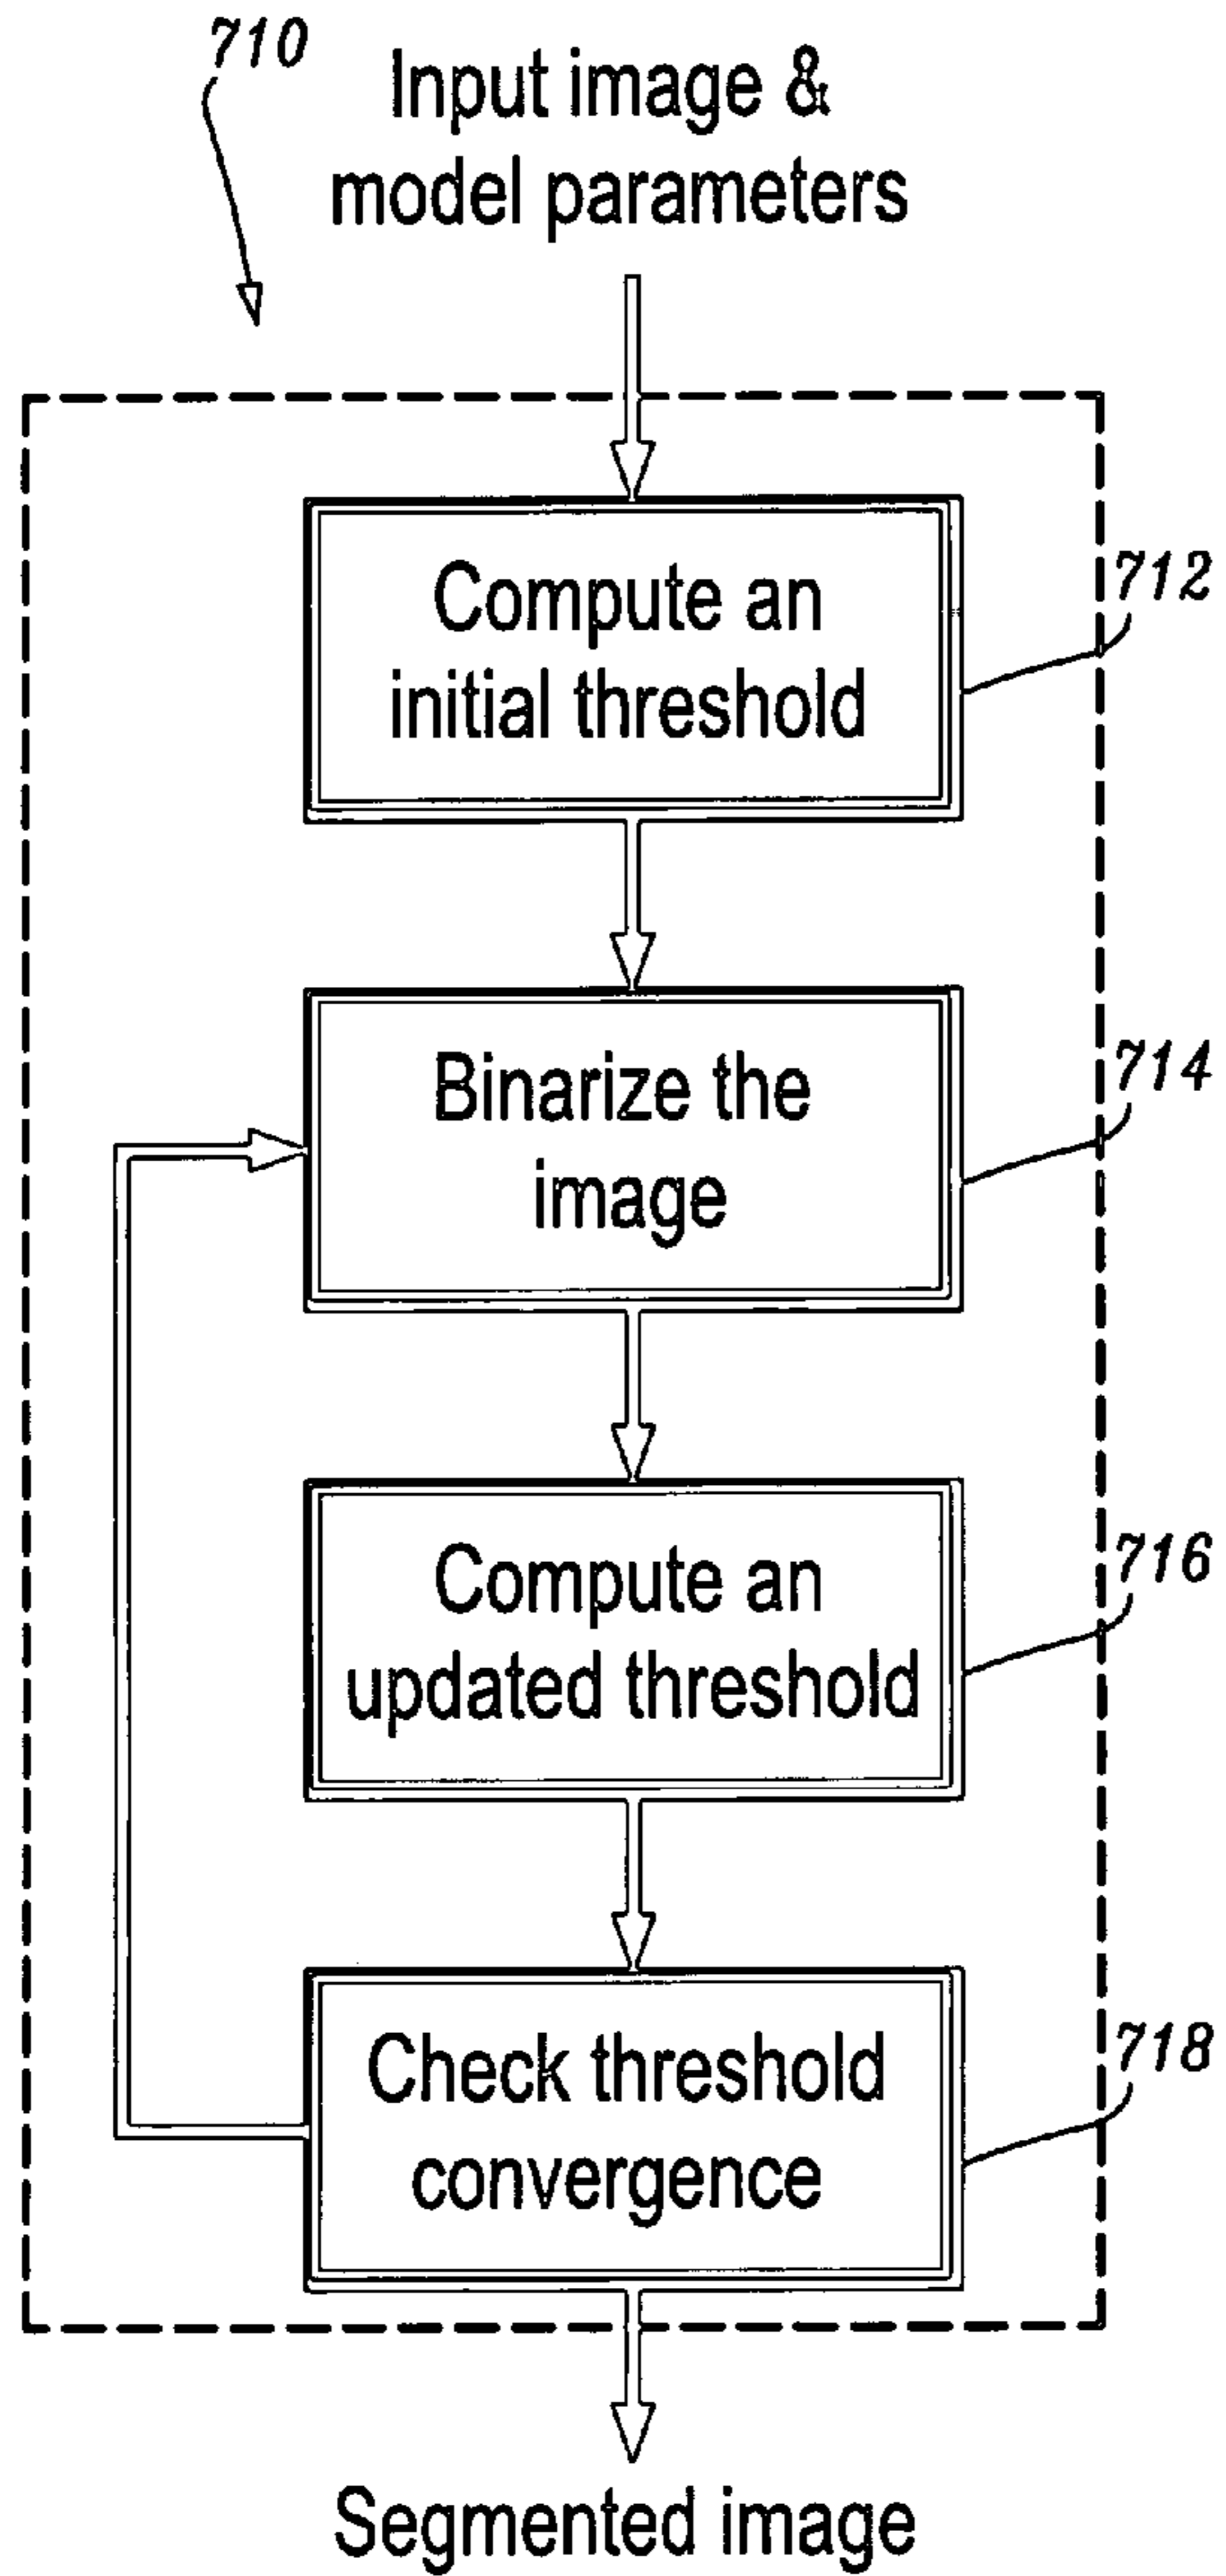 710
Input image &
model parameters
Compute an
initial threshold
712
Binarize the
image
714
Compute an
updated threshold
716
Check threshold
convergence
718
Segmented image